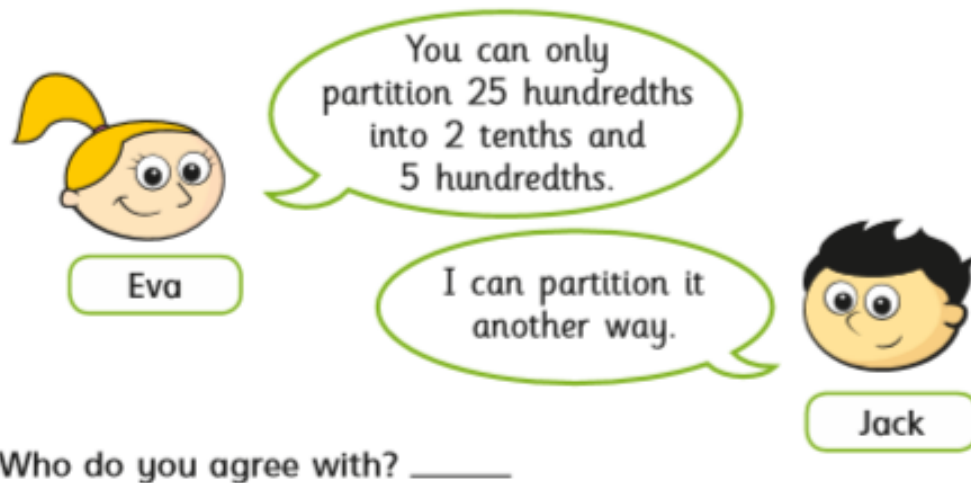 You can only
partition 25 hundredths
into 2 tenths and
5 hundredths.
Eva
I can partition it
another way.
Jack
Who do you agree with? ______